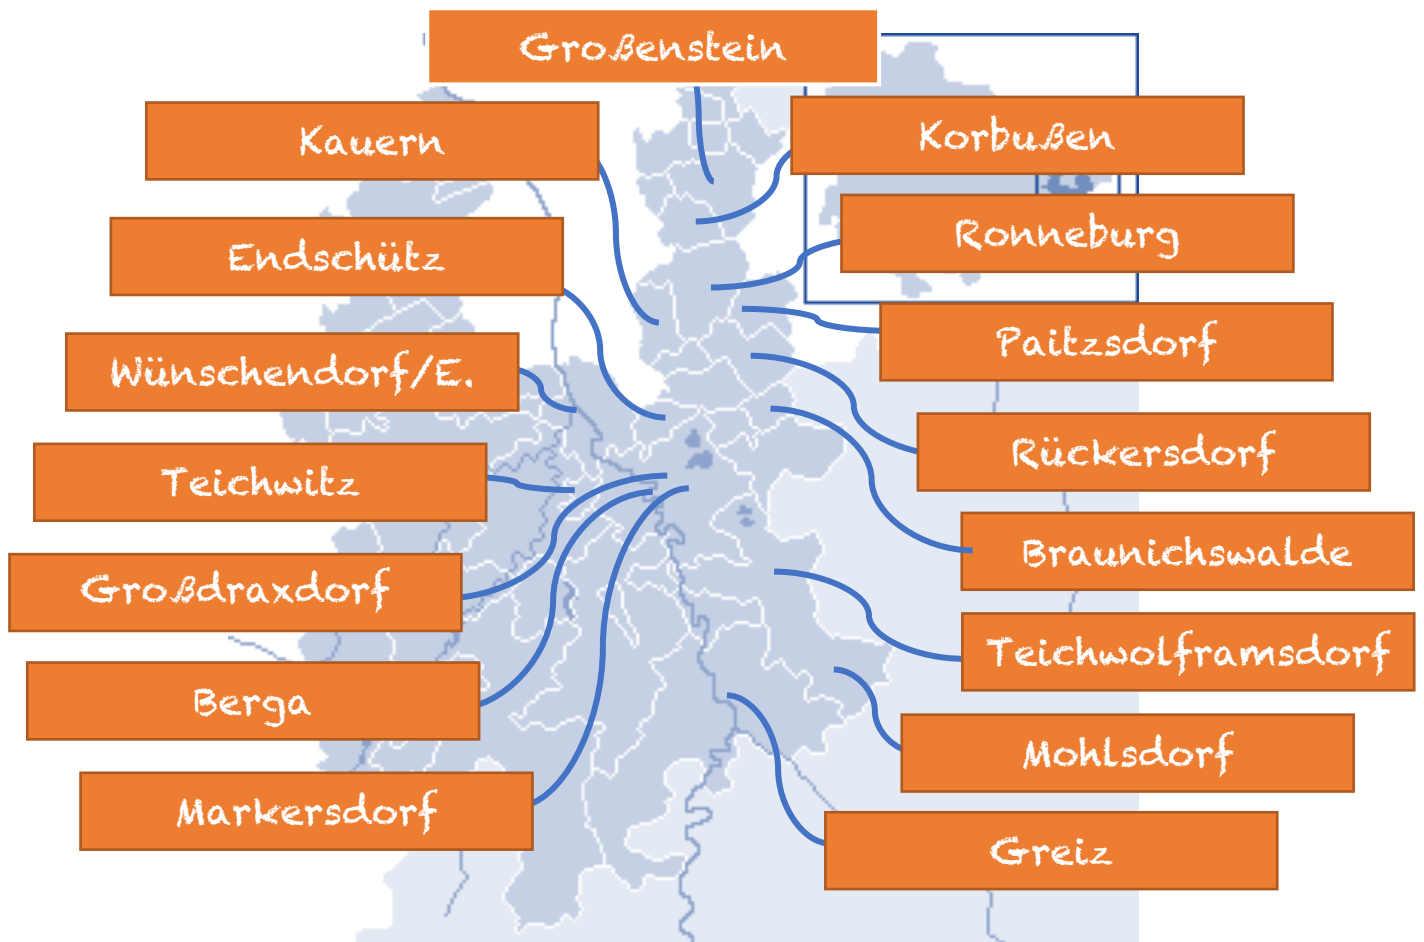 Großenstein
Kauern
Korbußen
Ronneburg
Endschütz
Paitzsdorf
Wünschendorf/E.
Rückersdorf
Teichwitz
Braunichswalde
Großdraxdorf
Teichwolframsdorf
Berga
Mohlsdorf
Markersdorf
Greiz